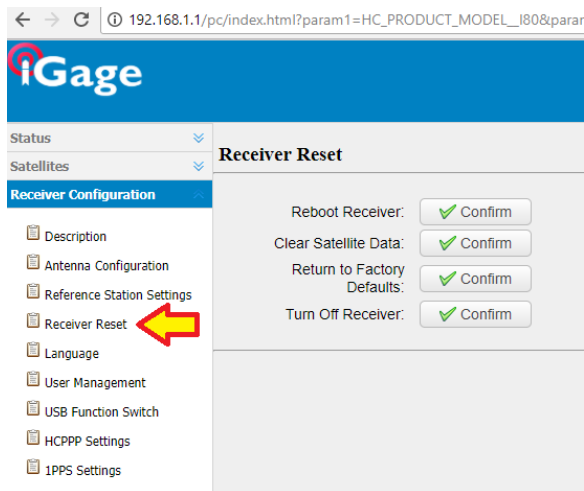 192.168.1.1/pc/index.html?param1=HC_PRODUCT_MODEL__I80&param
iGage
Status
Satellites
Receiver Configuration
Description
Antenna Configuration
Reference Station Settings
Receiver Reset
Language
User Management
USB Function Switch
HCPPP Settings
1PPS Settings
Receiver Reset
Reboot Receiver: Confirm
Clear Satellite Data: Confirm
Return to Factory
Defaults: Confirm
Turn Off Receiver: Confirm